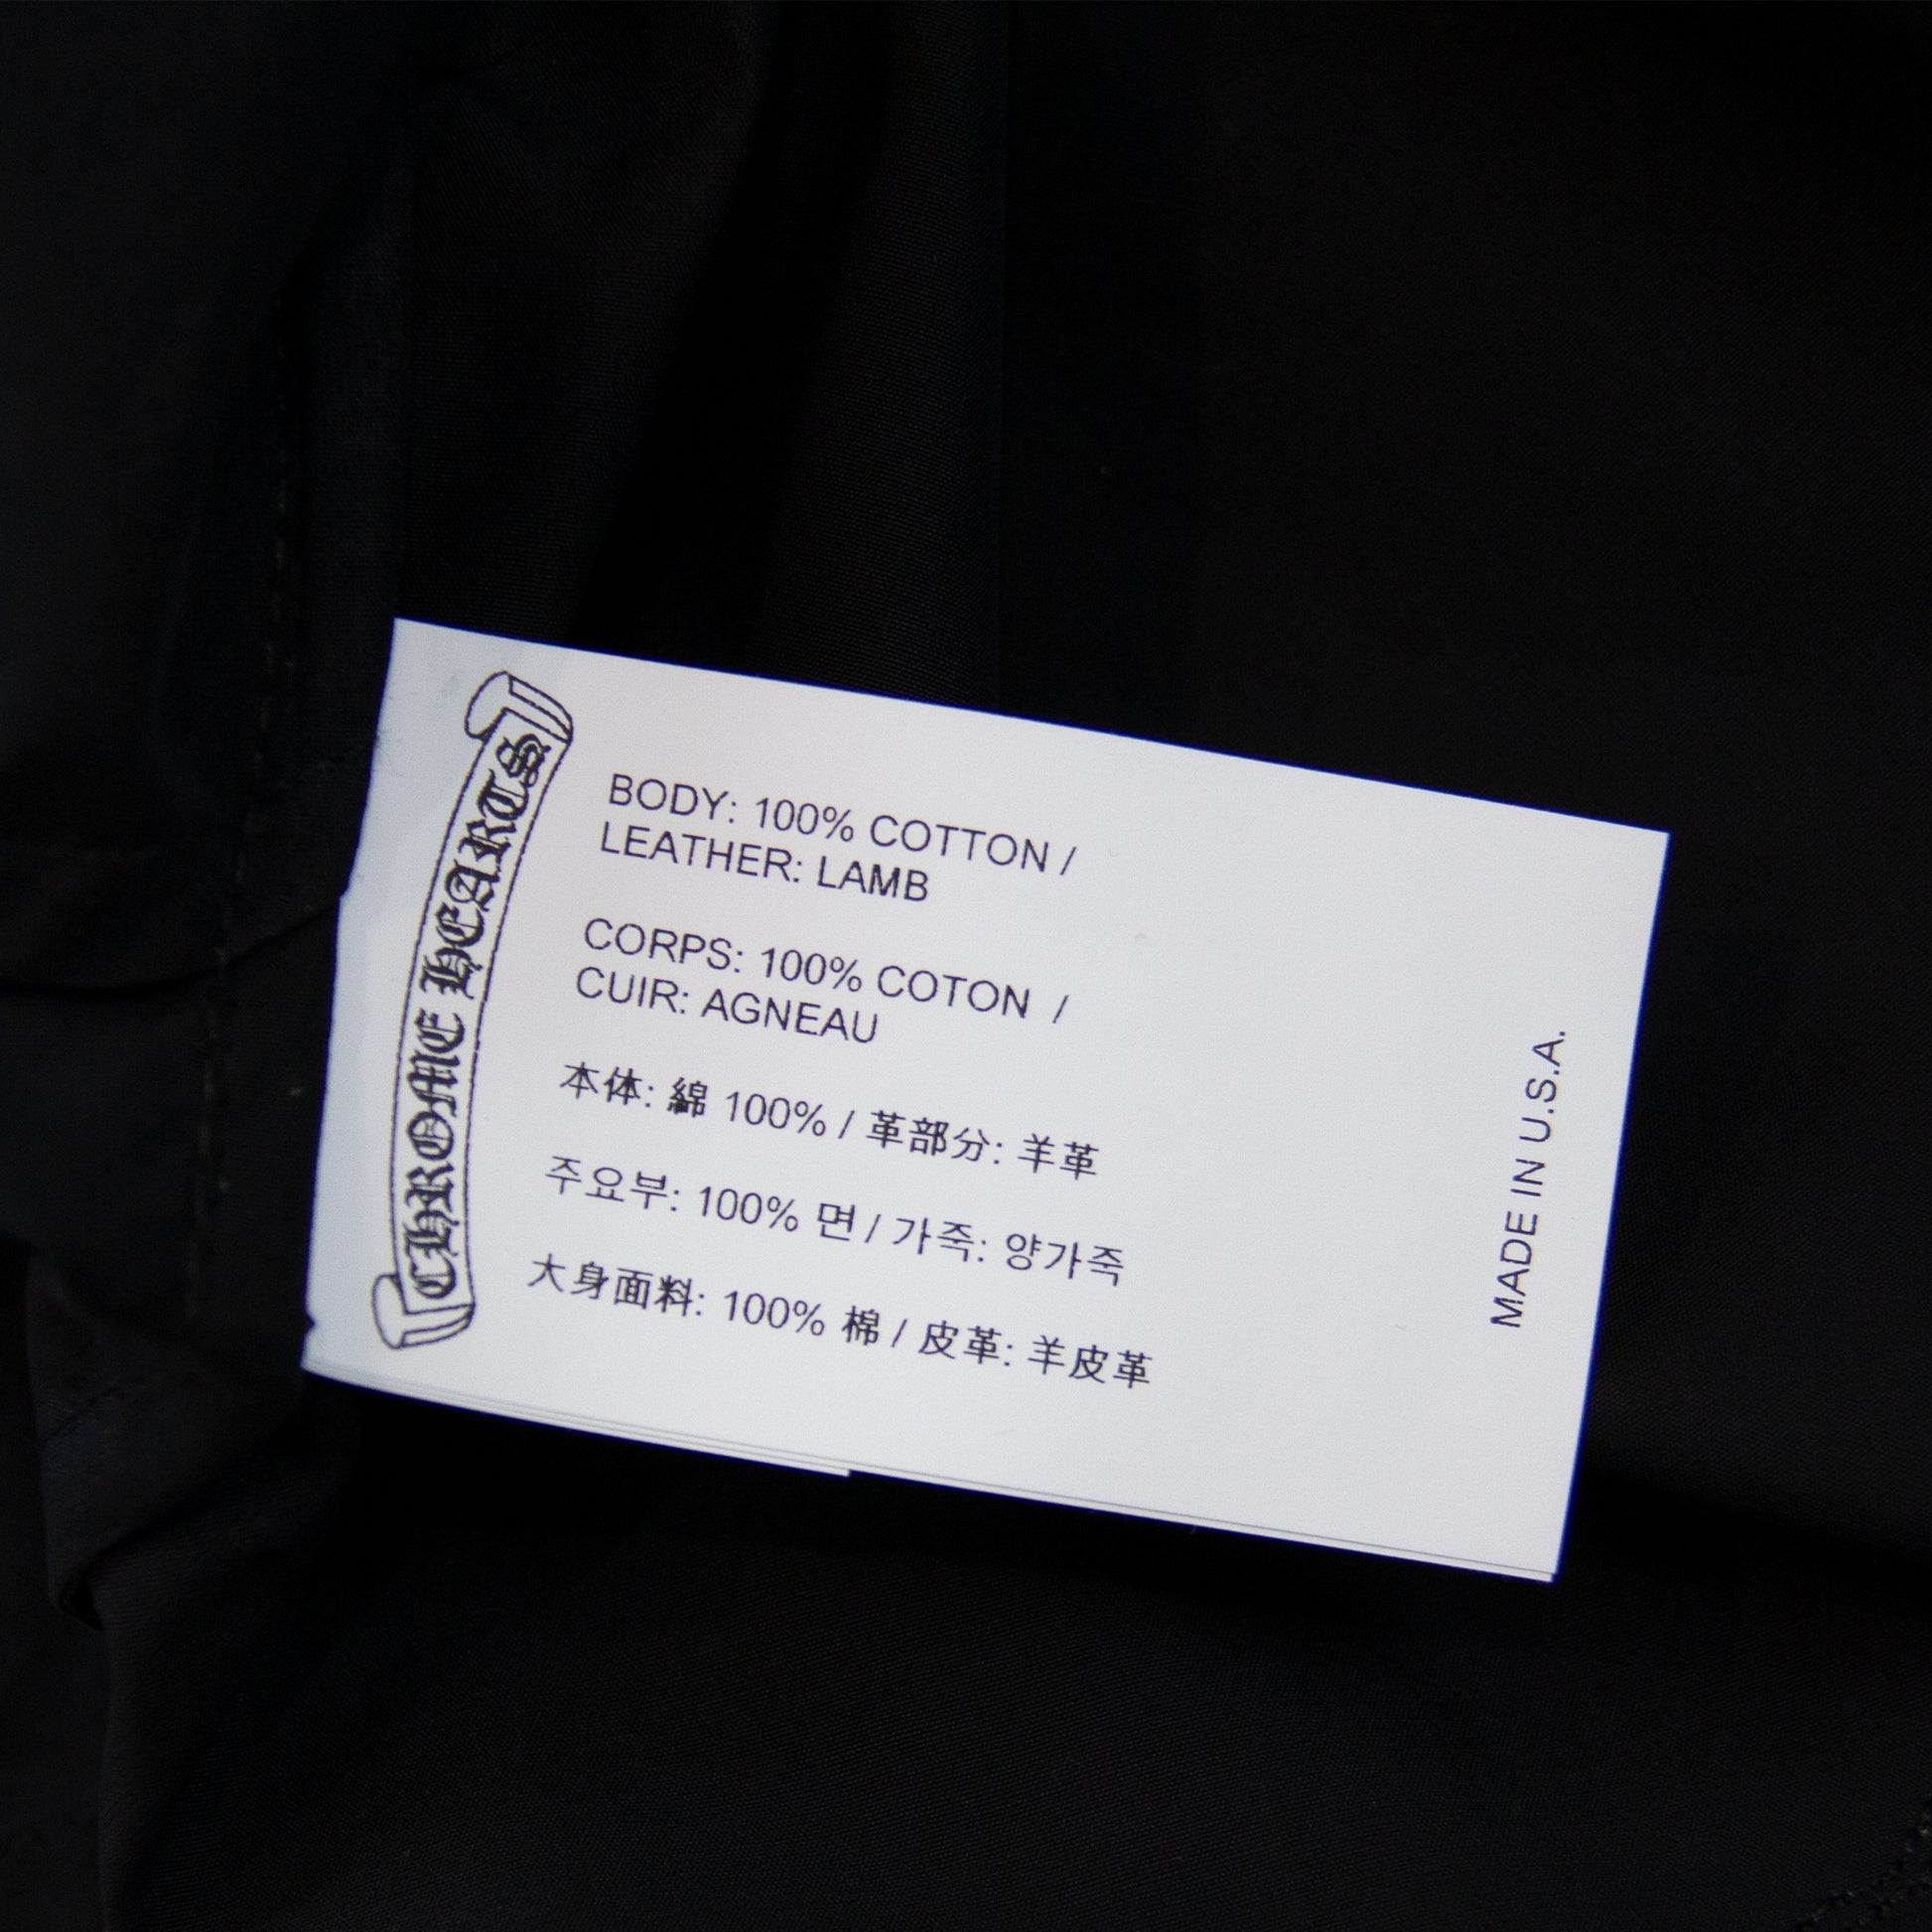 CHROME HEARTS
BODY: 100% COTTON /
LEATHER: LAMB
CORPS: 100% COTON /
CUIR: AGNEAU
本体: 綿 100% / 革部分: 羊革
주요부: 100% 면 / 가죽: 양가죽
大身面料: 100% 棉 / 皮革: 羊皮革
MADE IN U.S.A.